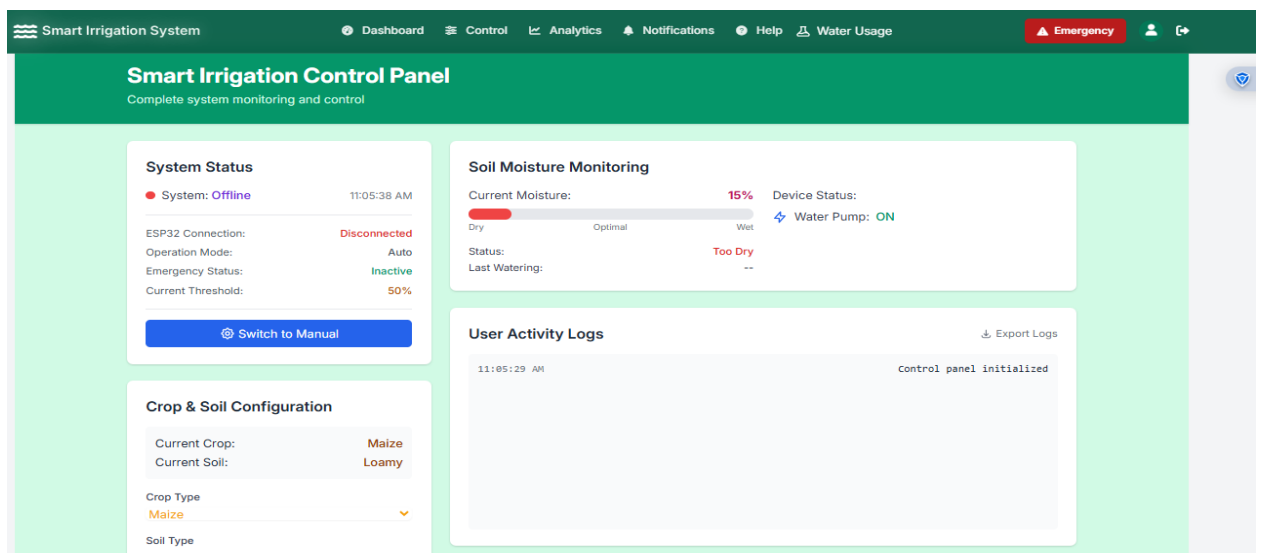 Smart Irrigation System Dashboard Control Analytics Notifications Help Water Usage Emergency
Smart Irrigation Control Panel
Complete system monitoring and control
System Status
System: Offline 11:05:38 AM
ESP32 Connection: Disconnected
Operation Mode: Auto
Emergency Status: Inactive
Current Threshold: 50%
Switch to Manual
Crop & Soil Configuration
Current Crop: Maize
Current Soil: Loamy
Crop Type
Maize
Soil Type
Soil Moisture Monitoring
Current Moisture: 15%
Dry Optimal Wet
Status: Too Dry
Last Watering: --
Device Status:
Water Pump: ON
User Activity Logs Export Logs
11:05:29 AM Control panel initialized